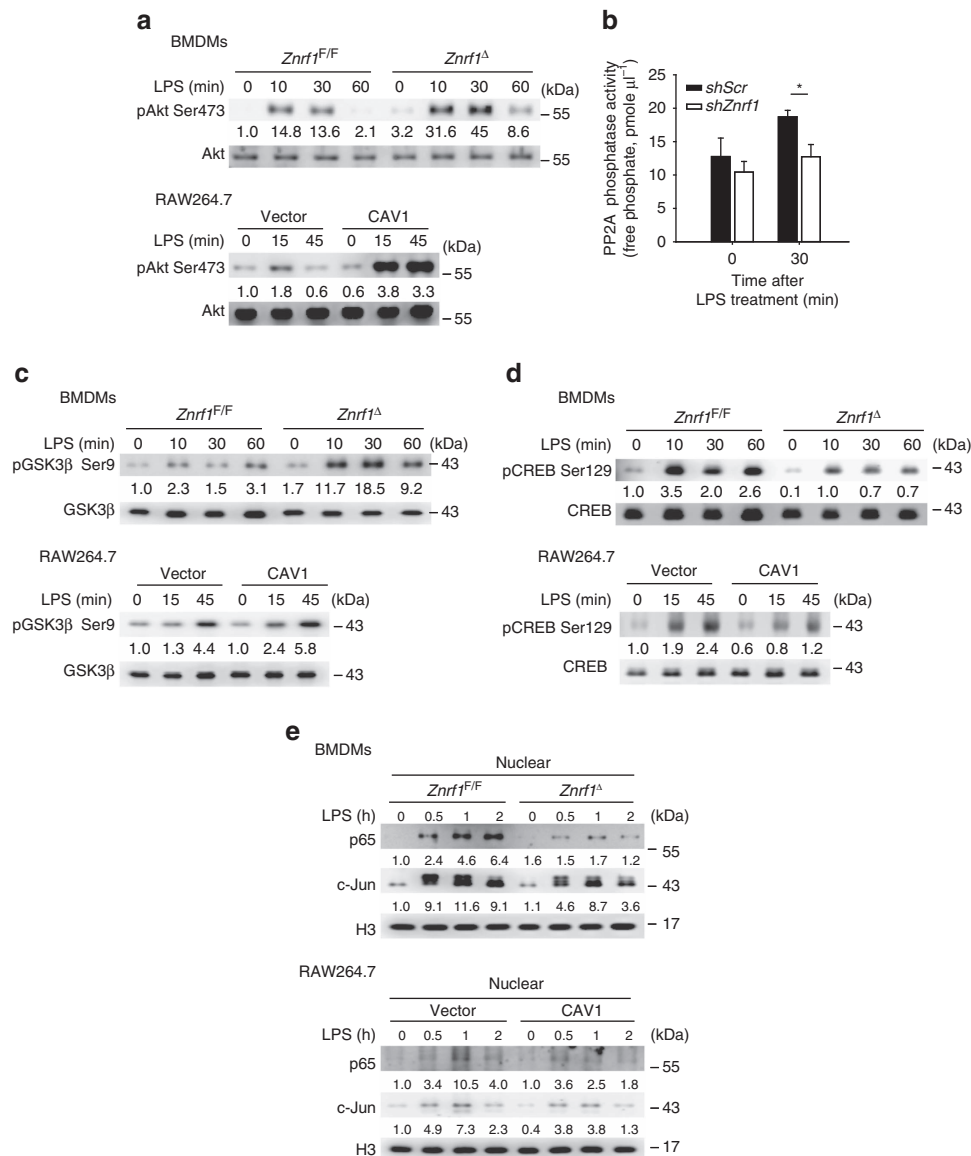 a
BMDMs
Znrf1F/F Znrf1Δ
LPS (min) 0 10 30 60 0 10 30 60 (kDa)
pAkt Ser473 – 55
1.0 14.8 13.6 2.1 3.2 31.6 45 8.6
Akt – 55
RAW264.7
Vector CAV1
LPS (min) 0 15 45 0 15 45 (kDa)
pAkt Ser473 – 55
1.0 1.8 0.6 0.6 3.8 3.3
Akt – 55
b
PP2A phosphatase activity
(free phosphate, pmole μl−1)
25
20
15
10
5
0
shScr
shZnrf1
*
0 30
Time after
LPS treatment (min)
c
BMDMs
Znrf1F/F Znrf1Δ
LPS (min) 0 10 30 60 0 10 30 60 (kDa)
pGSK3β Ser9 – 43
1.0 2.3 1.5 3.1 1.7 11.7 18.5 9.2
GSK3β – 43
RAW264.7
Vector CAV1
LPS (min) 0 15 45 0 15 45 (kDa)
pGSK3β Ser9 – 43
1.0 1.3 4.4 1.0 2.4 5.8
GSK3β – 43
d
BMDMs
Znrf1F/F Znrf1Δ
LPS (min) 0 10 30 60 0 10 30 60 (kDa)
pCREB Ser129 – 43
1.0 3.5 2.0 2.6 0.1 1.0 0.7 0.7
CREB – 43
RAW264.7
Vector CAV1
LPS (min) 0 15 45 0 15 45 (kDa)
pCREB Ser129 – 43
1.0 1.9 2.4 0.6 0.8 1.2
CREB – 43
e
BMDMs
Nuclear
Znrf1F/F Znrf1Δ
LPS (h) 0 0.5 1 2 0 0.5 1 2 (kDa)
p65 – 55
1.0 2.4 4.6 6.4 1.6 1.5 1.7 1.2
c-Jun – 43
1.0 9.1 11.6 9.1 1.1 4.6 8.7 3.6
H3 – 17
RAW264.7
Nuclear
Vector CAV1
LPS (h) 0 0.5 1 2 0 0.5 1 2 (kDa)
p65 – 55
1.0 3.4 10.5 4.0 1.0 3.6 2.5 1.8
c-Jun – 43
1.0 4.9 7.3 2.3 0.4 3.8 3.8 1.3
H3 – 17